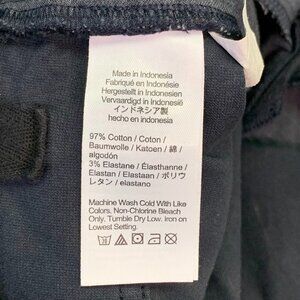 Made in Indonesia
Fabriqué en Indonésie
Hergestellt in Indonesien
Vervaardigd in Indonesië
インドネシア製
hecho en indonesia
97% Cotton / Coton /
Baumwolle / Katoen / 綿 /
algodón
3% Elastane / Élasthanne /
Elastan / Elastaan / ポリウ
レタン / elastano
Machine Wash Cold With Like
Colors. Non-Chlorine Bleach
Only. Tumble Dry Low. Iron on
Lowest Setting.